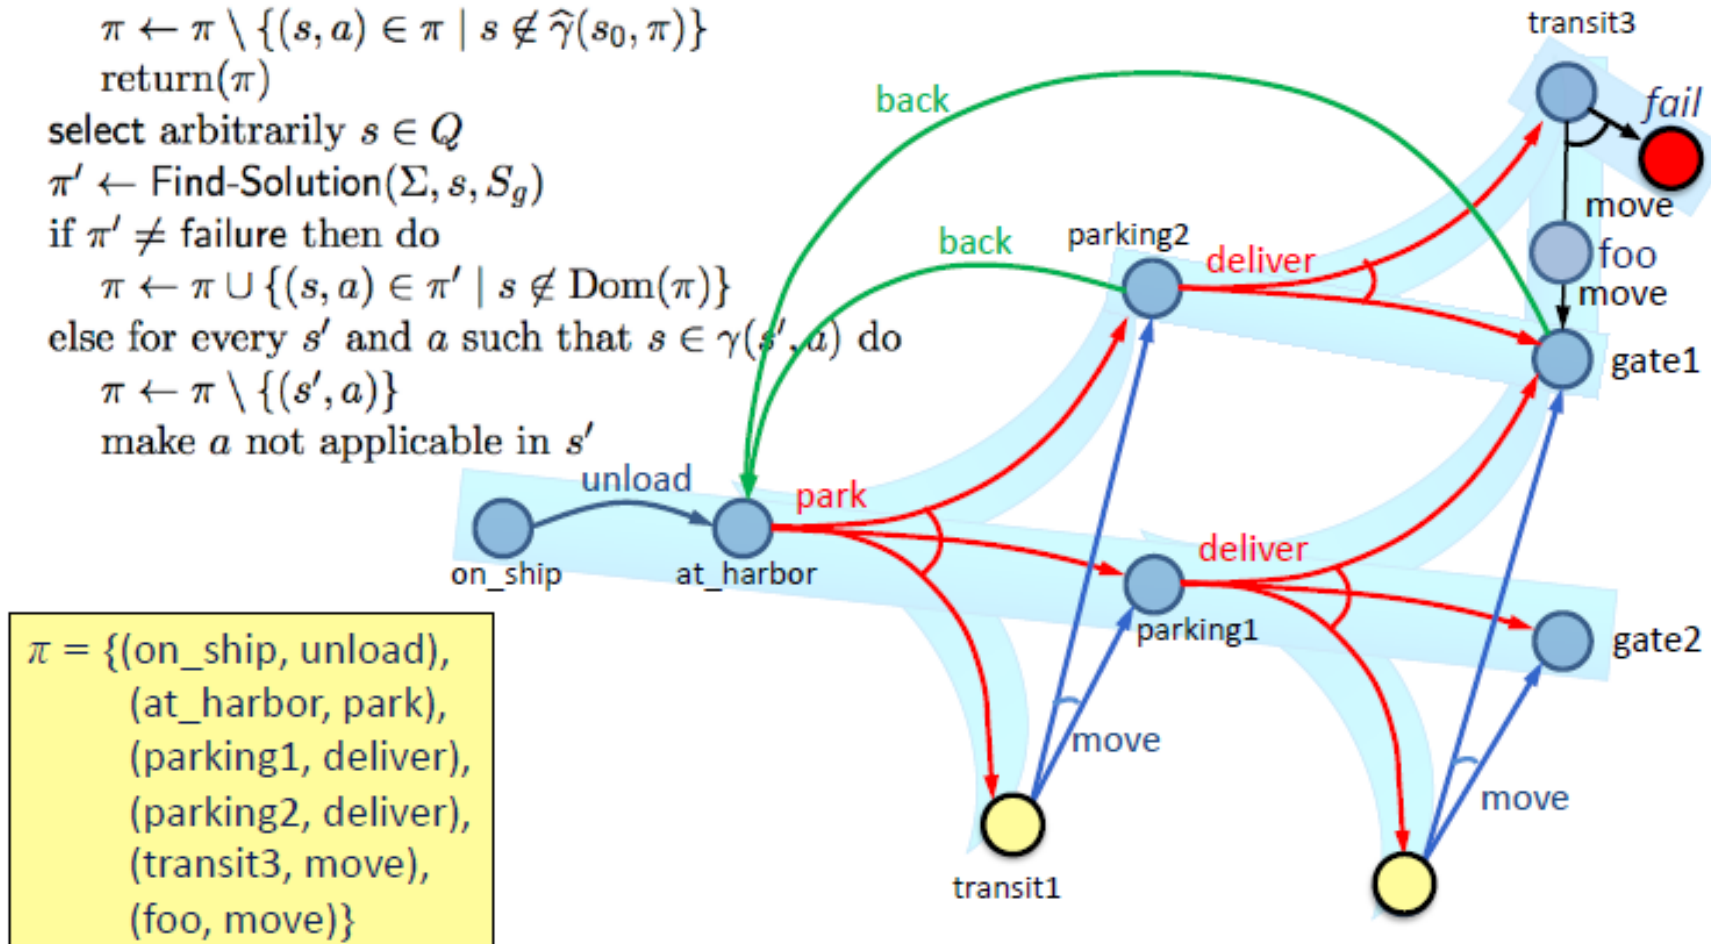 π ← π \ {(s, a) ∈ π | s ∉ γ̂(s₀, π)}
return(π)
select arbitrarily s ∈ Q
π′ ← Find-Solution(Σ, s, S_g)
if π′ ≠ failure then do
π ← π ∪ {(s, a) ∈ π′ | s ∉ Dom(π)}
else for every s′ and a such that s ∈ γ(s′, a) do
π ← π \ {(s′, a)}
make a not applicable in s′
transit3
fail
back
move
parking2
back
deliver
foo
move
gate1
unload
park
deliver
on_ship
at_harbor
parking1
gate2
π = {(on_ship, unload),
(at_harbor, park),
(parking1, deliver),
(parking2, deliver),
(transit3, move),
(foo, move)}
move
move
transit1